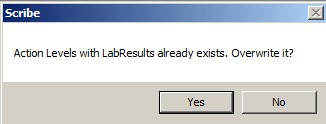 Scribe
Action Levels with LabResults already exists. Overwrite it?
Yes
No